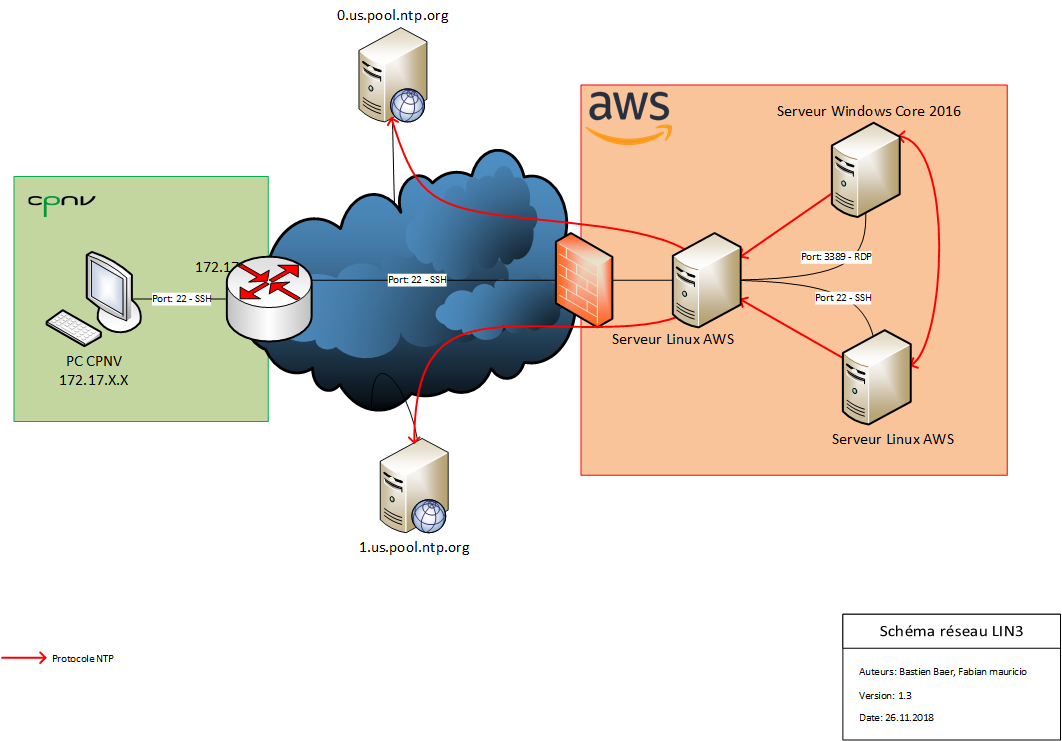 0.us.pool.ntp.org
aws
Serveur Windows Core 2016
cpnv
172.17
Port: 22 - SSH
Port: 22 - SSH
Port: 3389 - RDP
Port 22 - SSH
Serveur Linux AWS
PC CPNV
172.17.X.X
Serveur Linux AWS
1.us.pool.ntp.org
Protocole NTP
Schéma réseau LIN3
Auteurs: Bastien Baer, Fabian mauricio
Version: 1.3
Date: 26.11.2018